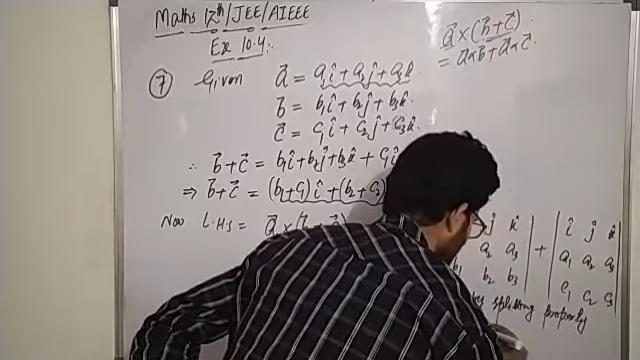 Maths 12th/JEE/AIEEE
Ex 10.4.
a⃗×(b⃗+c⃗)
= a⃗×b⃗+a⃗×c⃗.
(7) Given a⃗ = a₁î+a₂ĵ+a₃k̂.
b⃗ = b₁î+b₂ĵ+b₃k̂
c⃗ = c₁î+c₂ĵ+c₃k̂.
∴ b⃗+c⃗ = b₁î+b₂ĵ+b₃k̂ + c₁î
⇒ b⃗+c⃗ = (b₁+c₁)î+(b₂+c₂)
Now L.H.S = a⃗×(b⃗
ĵ k̂ | + | î ĵ k̂ |
a₂ a₃ | a₁ a₂ a₃ |
b₁ b₂ b₃ | c₁ c₂ c₃ |
by splitting property